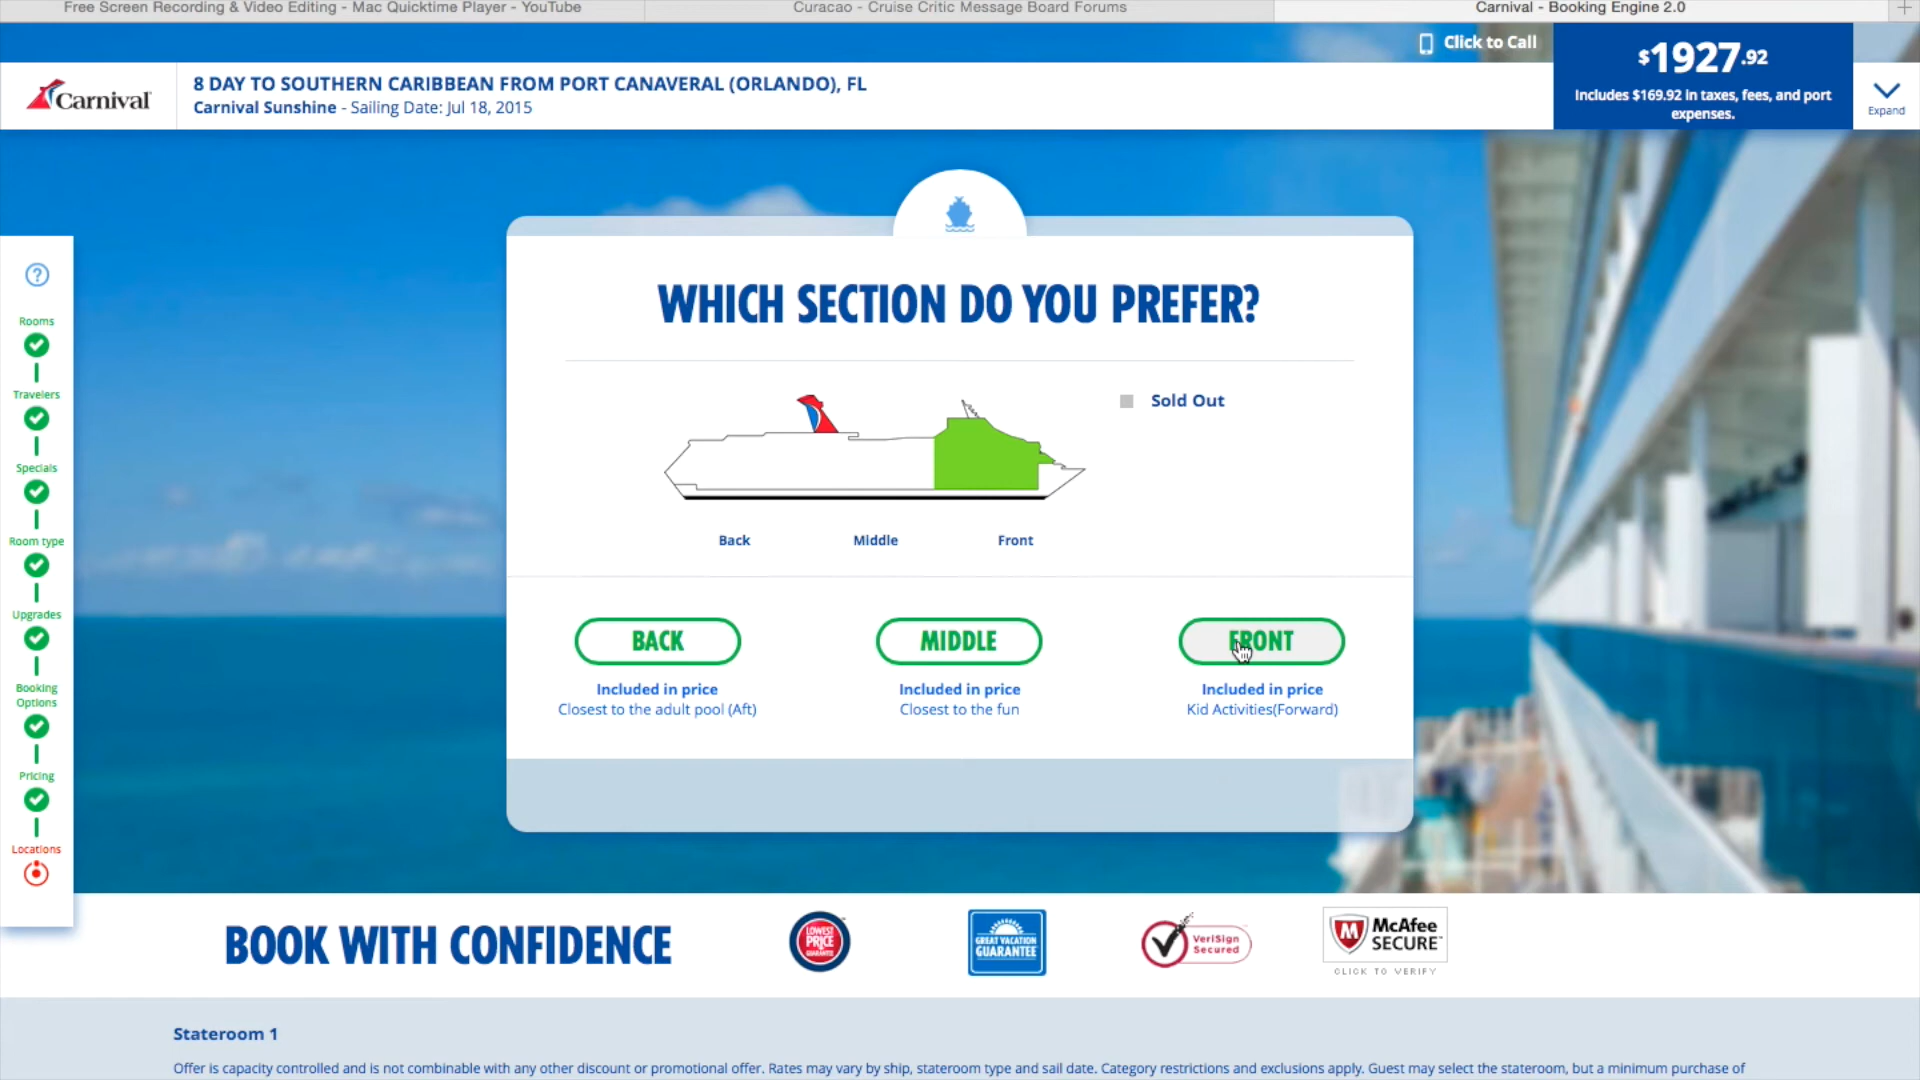 Free Screen Recording & Video Editing - Mac Quicktime Player - YouTube
Curacao - Cruise Critic Message Board Forums
Carnival - Booking Engine 2.0
Click to Call
$1927.92
Includes $169.92 in taxes, fees, and port
expenses.
Expand
Carnival
8 DAY TO SOUTHERN CARIBBEAN FROM PORT CANAVERAL (ORLANDO), FL
Carnival Sunshine - Sailing Date: Jul 18, 2015
?
Rooms
Travelers
Specials
Room type
Upgrades
Booking
Options
Pricing
Locations
WHICH SECTION DO YOU PREFER?
Sold Out
Back
Middle
Front
BACK
MIDDLE
FRONT
Included in price
Closest to the adult pool (Aft)
Included in price
Closest to the fun
Included in price
Kid Activities(Forward)
BOOK WITH CONFIDENCE
LOWEST
PRICE
GUARANTEE
GREAT VACATION
GUARANTEE
VeriSign
Secured
McAfee
SECURE™
CLICK TO VERIFY
Stateroom 1
Offer is capacity controlled and is not combinable with any other discount or promotional offer. Rates may vary by ship, stateroom type and sail date. Category restrictions and exclusions apply. Guest may select the stateroom, but a minimum purchase of